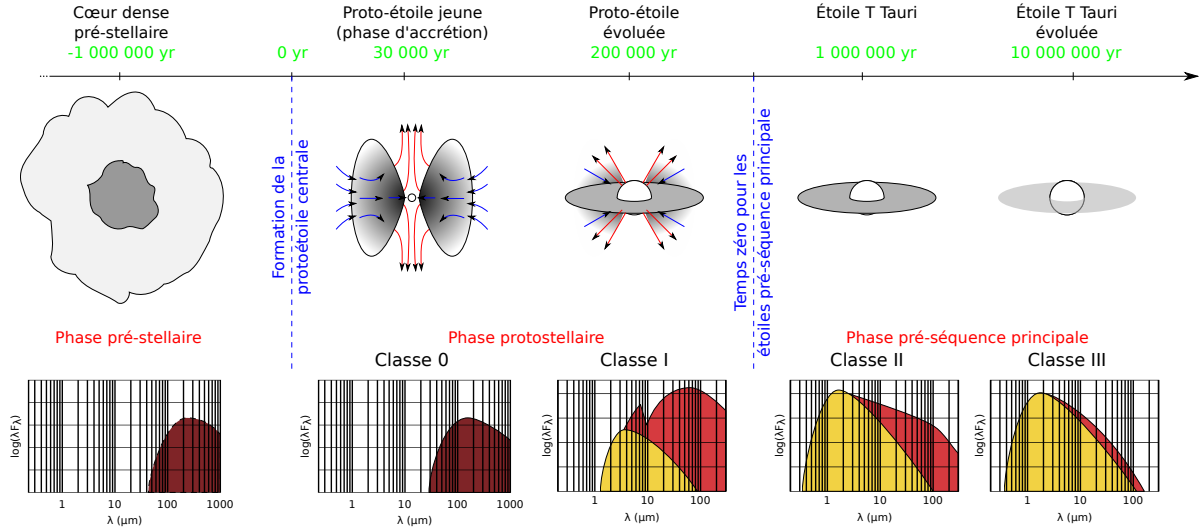 Cœur dense
pré-stellaire
-1 000 000 yr
0 yr
Proto-étoile jeune
(phase d'accrétion)
30 000 yr
Proto-étoile
évoluée
200 000 yr
Étoile T Tauri
1 000 000 yr
Étoile T Tauri
évoluée
10 000 000 yr
Formation de la
protoétoile centrale
Temps zéro pour les
étoiles pré-séquence principale
Phase pré-stellaire
Phase protostellaire
Phase pré-séquence principale
Classe 0
Classe I
Classe II
Classe III
log(λFλ)
1 10 100 1000
λ (μm)
log(λFλ)
1 10 100 1000
λ (μm)
log(λFλ)
1 10 100
λ (μm)
log(λFλ)
1 10 100
λ (μm)
log(λFλ)
1 10 100
λ (μm)